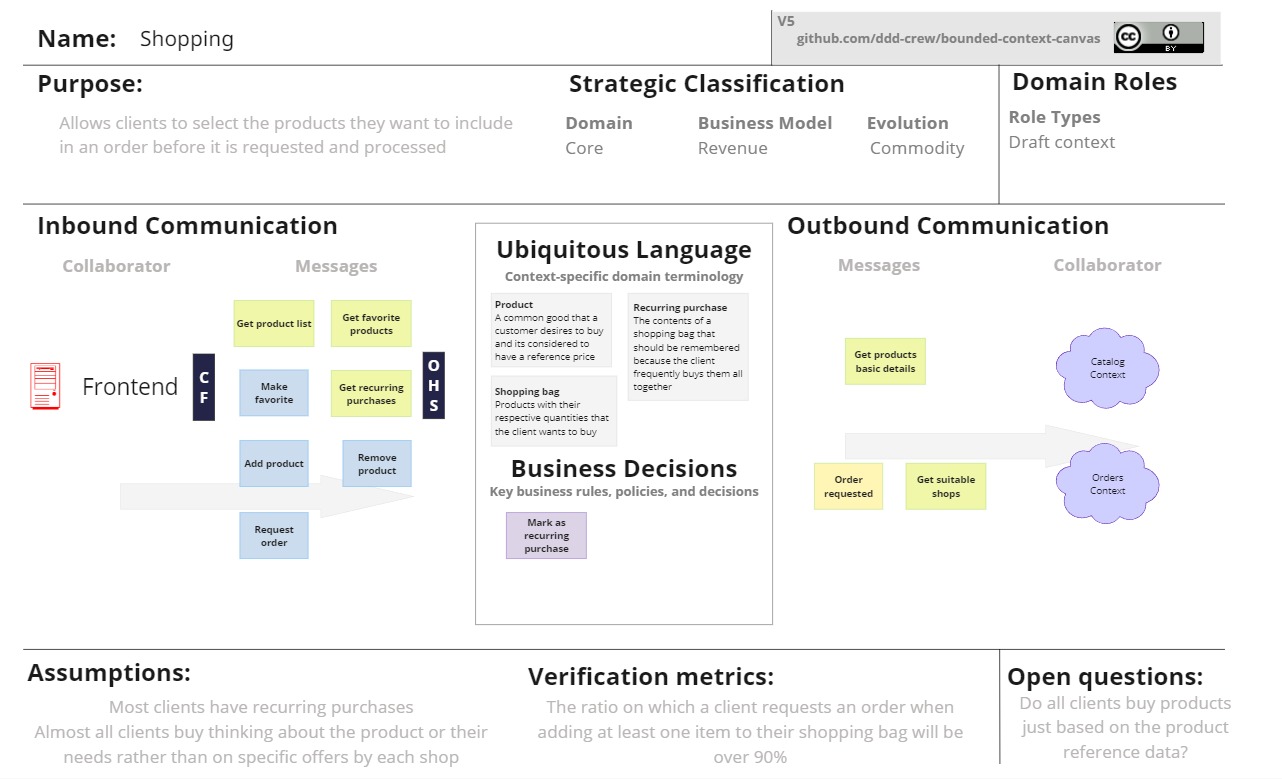 Name: Shopping
V5
github.com/ddd-crew/bounded-context-canvas
cc
BY
Purpose:
Allows clients to select the products they want to include
in an order before it is requested and processed
Strategic Classification
Domain
Core
Business Model
Revenue
Evolution
Commodity
Domain Roles
Role Types
Draft context
Inbound Communication
Collaborator
Messages
Frontend
C
F
Get product list
Get favorite
products
Make
favorite
Get recurring
purchases
Add product
Remove
product
Request
order
O
H
S
Ubiquitous Language
Context-specific domain terminology
Product
A common good that a
customer desires to buy
and its considered to
have a reference price
Recurring purchase
The contents of a
shopping bag that
should be remembered
because the client
frequently buys them all
together
Shopping bag
Products with their
respective quantities that
the client wants to buy
Business Decisions
Key business rules, policies, and decisions
Mark as
recurring
purchase
Outbound Communication
Messages
Collaborator
Get products
basic details
Catalog
Context
Order
requested
Get suitable
shops
Orders
Context
Assumptions:
Most clients have recurring purchases
Almost all clients buy thinking about the product or their
needs rather than on specific offers by each shop
Verification metrics:
The ratio on which a client requests an order when
adding at least one item to their shopping bag will be
over 90%
Open questions:
Do all clients buy products
just based on the product
reference data?